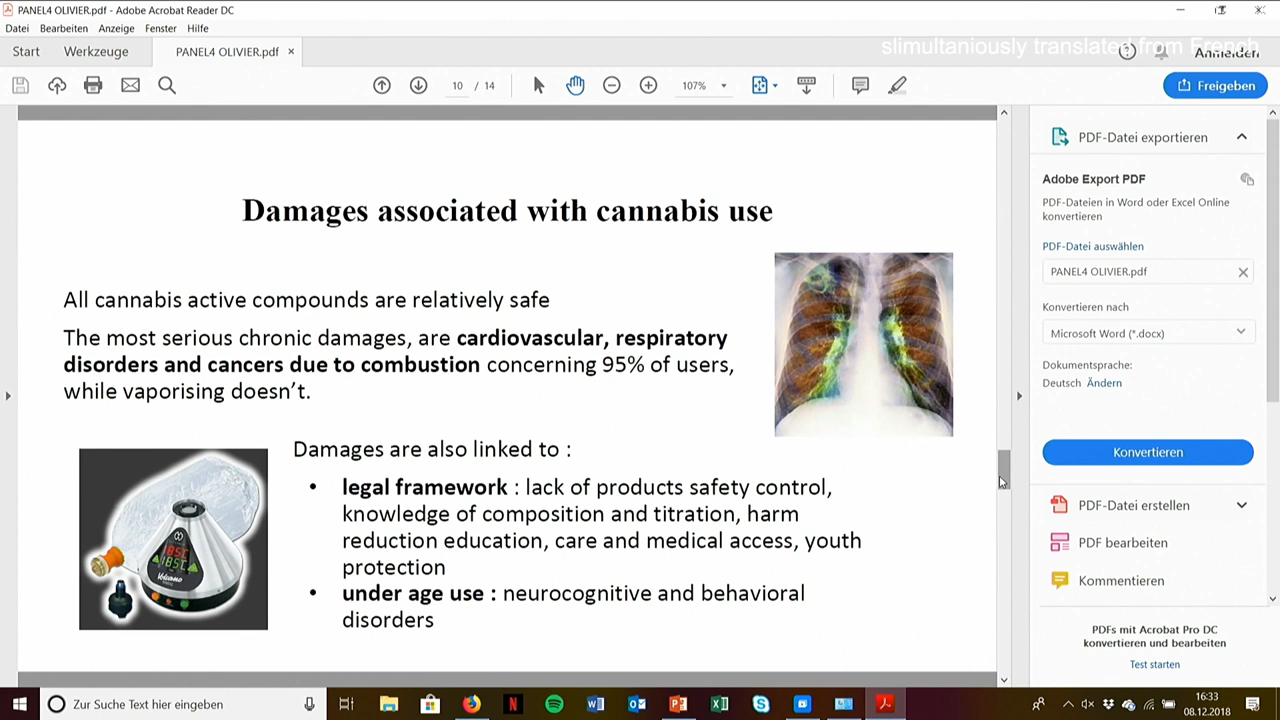 PANEL4 OLIVIER.pdf - Adobe Acrobat Reader DC
Datei Bearbeiten Anzeige Fenster Hilfe
slimultaniously translated from French
Start Werkzeuge PANEL4 OLIVIER.pdf × Anmelden
10 / 14 107% Freigeben
Damages associated with cannabis use
All cannabis active compounds are relatively safe
The most serious chronic damages, are cardiovascular, respiratory
disorders and cancers due to combustion concerning 95% of users,
while vaporising doesn't.
Damages are also linked to :
• legal framework : lack of products safety control,
knowledge of composition and titration, harm
reduction education, care and medical access, youth
protection
• under age use : neurocognitive and behavioral
disorders
185C
185C
Volcano
PDF-Datei exportieren
Adobe Export PDF
PDF-Dateien in Word oder Excel Online
konvertieren
PDF-Datei auswählen
PANEL4 OLIVIER.pdf
Konvertieren nach
Microsoft Word (*.docx)
Dokumentsprache:
Deutsch Ändern
Konvertieren
PDF-Datei erstellen
PDF bearbeiten
Kommentieren
PDFs mit Acrobat Pro DC
konvertieren und bearbeiten
Test starten
Zur Suche Text hier eingeben
16:33
08.12.2018